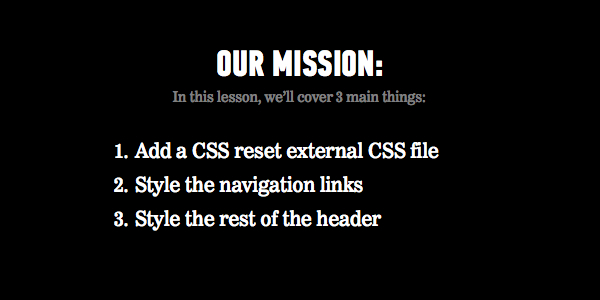 OUR MISSION:
In this lesson, we’ll cover 3 main things:
1. Add a CSS reset external CSS file
2. Style the navigation links
3. Style the rest of the header